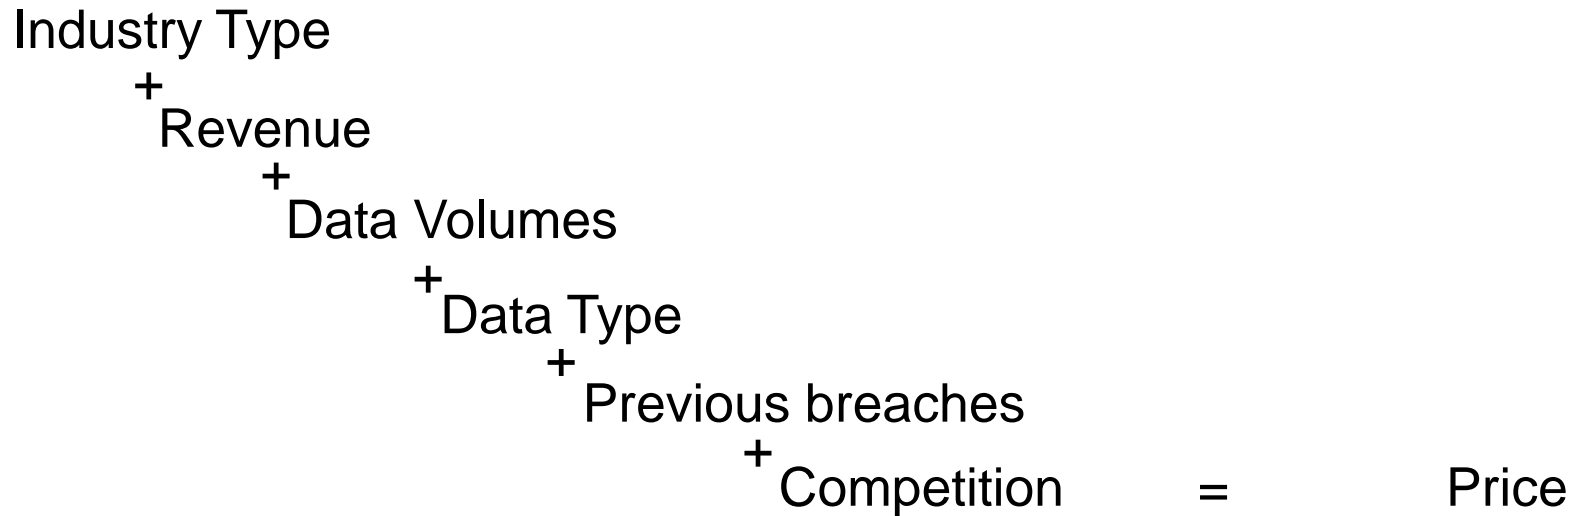 Industry Type
+
Revenue
+
Data Volumes
+
Data Type
+
Previous breaches
+
Competition = Price